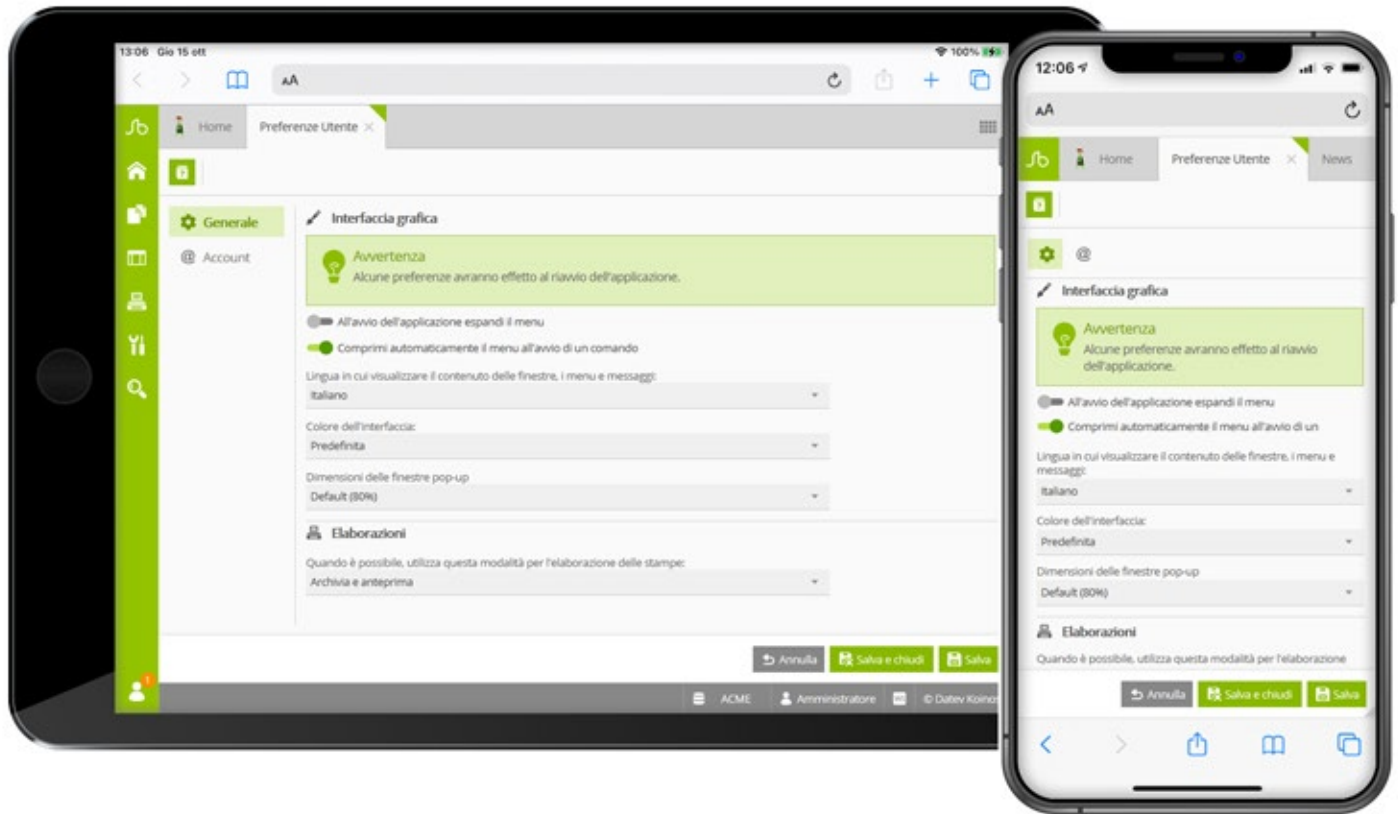 13:06 Gio 15 ott
100%
AA
Home
Preferenze Utente
Generale
Account
Interfaccia grafica
Avvertenza
Alcune preferenze avranno effetto al riavvio dell'applicazione.
All'avvio dell'applicazione espandi il menu
Comprimi automaticamente il menu all'avvio di un comando
Lingua in cui visualizzare il contenuto delle finestre, i menu e messaggi:
Italiano
Colore dell'interfaccia:
Predefinita
Dimensioni delle finestre pop-up
Default (80%)
Elaborazioni
Quando è possibile, utilizza questa modalità per l'elaborazione delle stampe:
Archivia e anteprima
Annulla
Salva e chiudi
Salva
1
ACME
Amministratore
© Datev Koinos
12:06
AA
Home
Preferenze Utente
News
@
Interfaccia grafica
Avvertenza
Alcune preferenze avranno effetto al riavvio
dell'applicazione.
All'avvio dell'applicazione espandi il menu
Comprimi automaticamente il menu all'avvio di un
Lingua in cui visualizzare il contenuto delle finestre, i menu e
messaggi:
Italiano
Colore dell'interfaccia:
Predefinita
Dimensioni delle finestre pop-up
Default (80%)
Elaborazioni
Quando è possibile, utilizza questa modalità per l'elaborazione
Annulla
Salva e chiudi
Salva